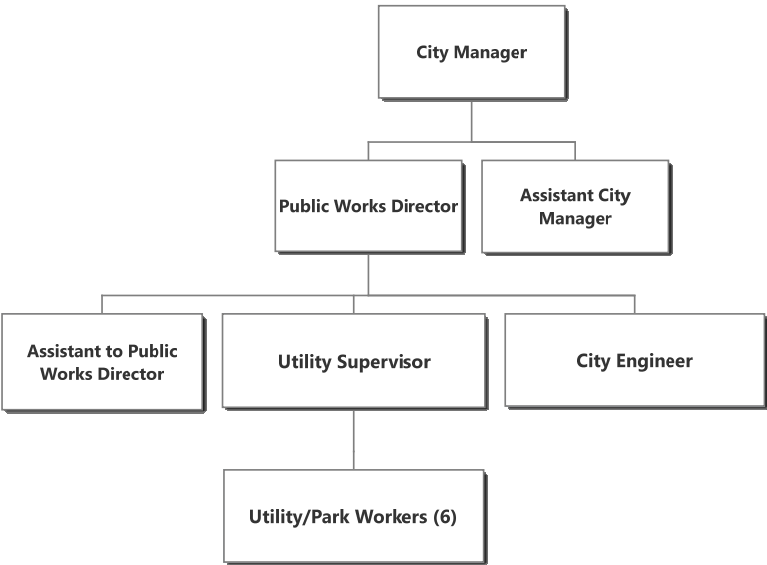 City Manager
Public Works Director
Assistant City
Manager
Assistant to Public
Works Director
Utility Supervisor
City Engineer
Utility/Park Workers (6)